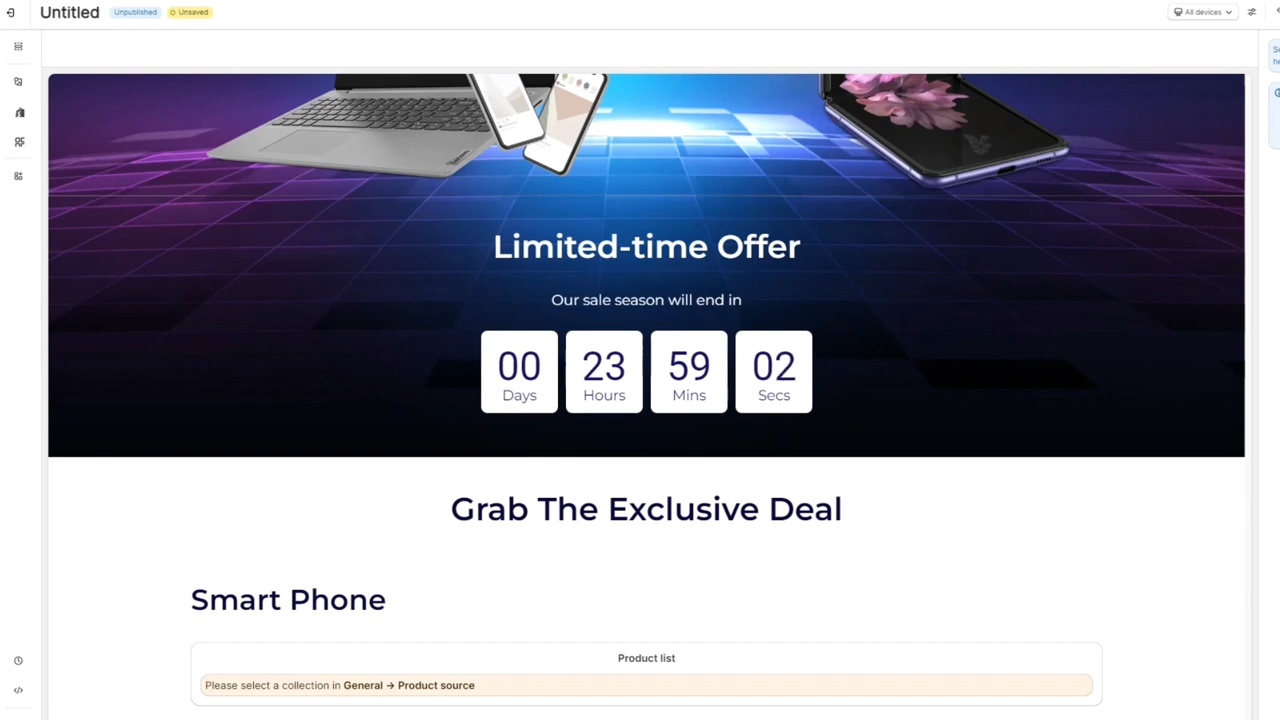 Untitled
Unpublished
Unsaved
All devices
Lenovo
Limited-time Offer
Our sale season will end in
00 23 59 02
Days Hours Mins Secs
Grab The Exclusive Deal
Smart Phone
Product list
Please select a collection in General → Product source